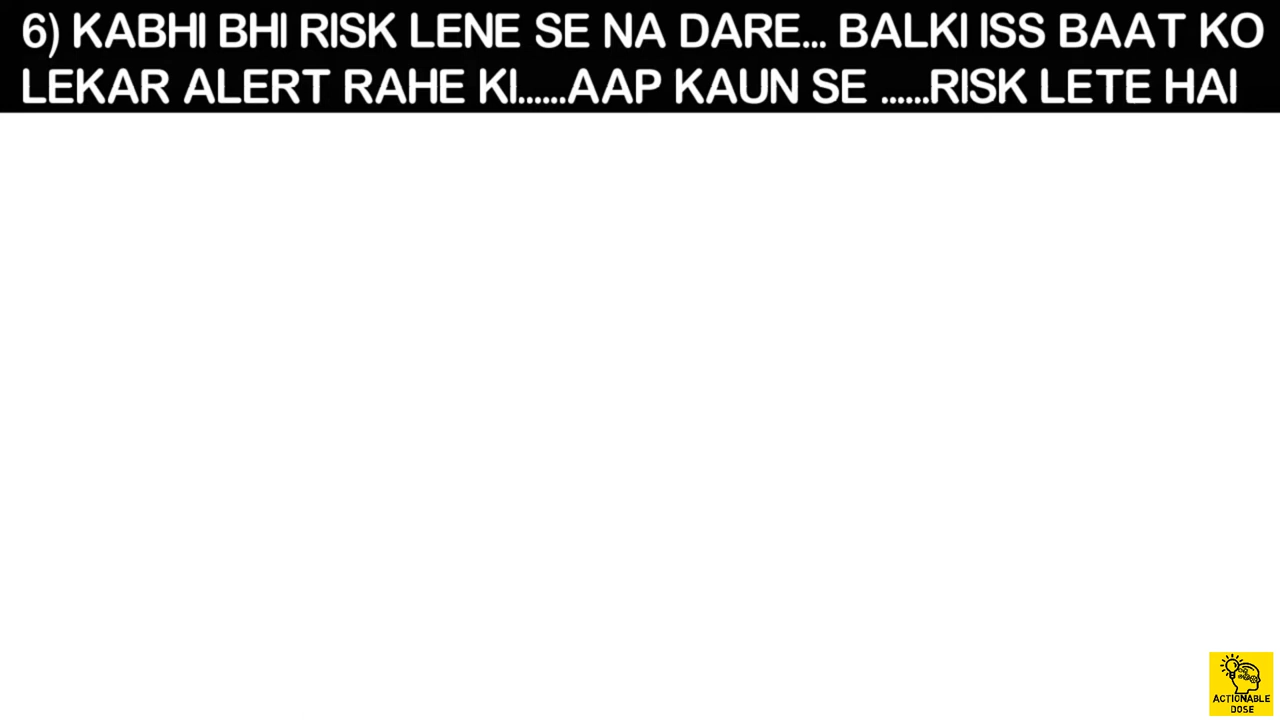 6) KABHI BHI RISK LENE SE NA DARE... BALKI ISS BAAT KO
LEKAR ALERT RAHE KI......AAP KAUN SE ......RISK LETE HAI
ACTIONABLE
DOSE